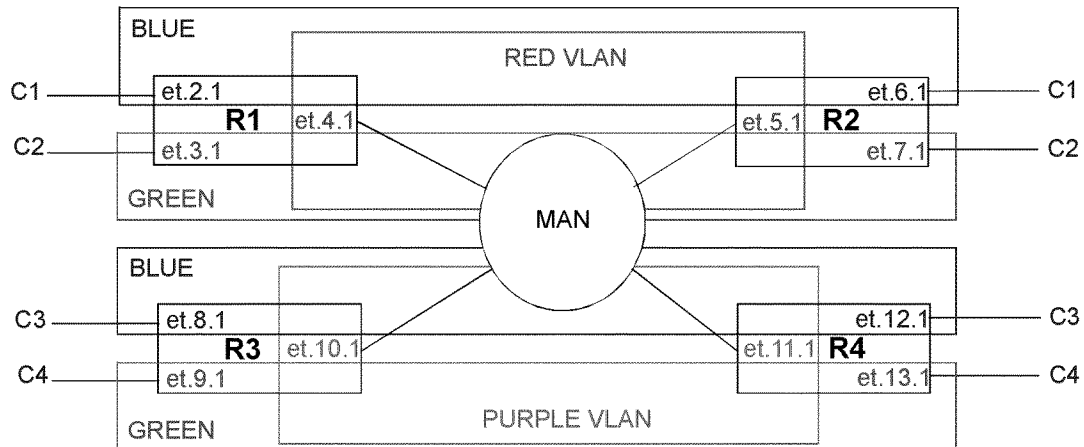 BLUE
RED VLAN
C1 et.2.1 et.6.1 C1
R1 et.4.1 et.5.1 R2
C2 et.3.1 et.7.1 C2
GREEN
MAN
BLUE
C3 et.8.1 et.12.1 C3
R3 et.10.1 et.11.1 R4
C4 et.9.1 et.13.1 C4
PURPLE VLAN
GREEN